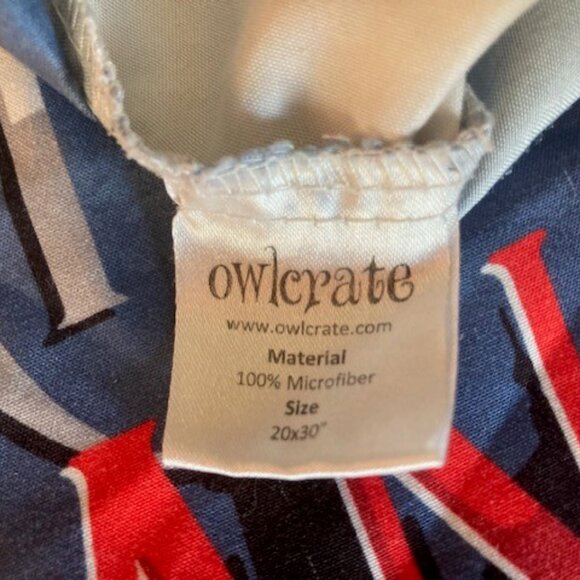 owlcrate
www.owlcrate.com
Material
100% Microfiber
Size
20x30"